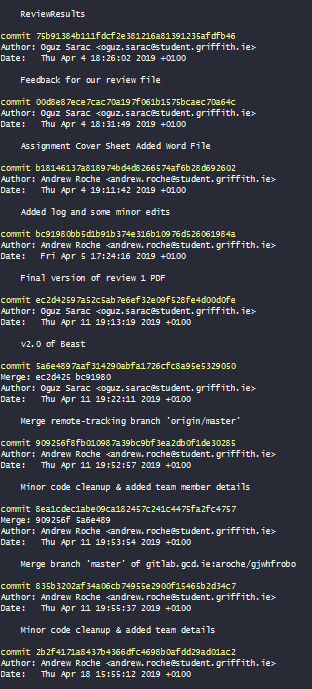 ReviewResults
commit 75b91384b111fdcf2e381216a81391235afdfb46
Author: Oguz Sarac <oguz.sarac@student.griffith.ie>
Date:   Thu Apr 4 18:26:02 2019 +0100
Feedback for our review file
commit 00d8e87ece7cac70a197f061b1575bcaec70a64c
Author: Oguz Sarac <oguz.sarac@student.griffith.ie>
Date:   Thu Apr 4 18:31:49 2019 +0100
Assignment Cover Sheet Added Word File
commit b18146137a818974bd4d8266574af6b28d692602
Author: Andrew Roche <andrew.roche@student.griffith.ie>
Date:   Thu Apr 4 19:11:42 2019 +0100
Added log and some minor edits
commit bc91980bb5d1b91b374e316b10976d526061984a
Author: Andrew Roche <andrew.roche@student.griffith.ie>
Date:   Fri Apr 5 17:24:16 2019 +0100
Final version of review 1 PDF
commit ec2d42597a52c5ab7e6ef32e09f528fe4d00d0fe
Author: Oguz Sarac <oguz.sarac@student.griffith.ie>
Date:   Thu Apr 11 19:13:19 2019 +0100
v2.0 of Beast
commit 5a6e4897aaf314290abfa1726cfc8a95e5329050
Merge: ec2d425 bc91980
Author: Oguz Sarac <oguz.sarac@student.griffith.ie>
Date:   Thu Apr 11 19:22:11 2019 +0100
Merge remote-tracking branch 'origin/master'
commit 909256f8fb010987a39bc9bf3ea2db0f1de30285
Author: Andrew Roche <andrew.roche@student.griffith.ie>
Date:   Thu Apr 11 19:52:57 2019 +0100
Minor code cleanup & added team member details
commit 8ea1cdec1abe09ca182457c241c4475fa2fc4757
Merge: 909256f 5a6e489
Author: Andrew Roche <andrew.roche@student.griffith.ie>
Date:   Thu Apr 11 19:53:54 2019 +0100
Merge branch 'master' of gitlab.gcd.ie:aroche/gjwhfrobo
commit 835b3202af34a06cb74955e2900f15465b2d34c7
Author: Andrew Roche <andrew.roche@student.griffith.ie>
Date:   Thu Apr 11 19:55:37 2019 +0100
Minor code cleanup & added team details
commit 2b2f4171a8437b4366dfc4698b0afdd29ad01ac2
Author: Andrew Roche <andrew.roche@student.griffith.ie>
Date:   Thu Apr 18 15:55:12 2019 +0100